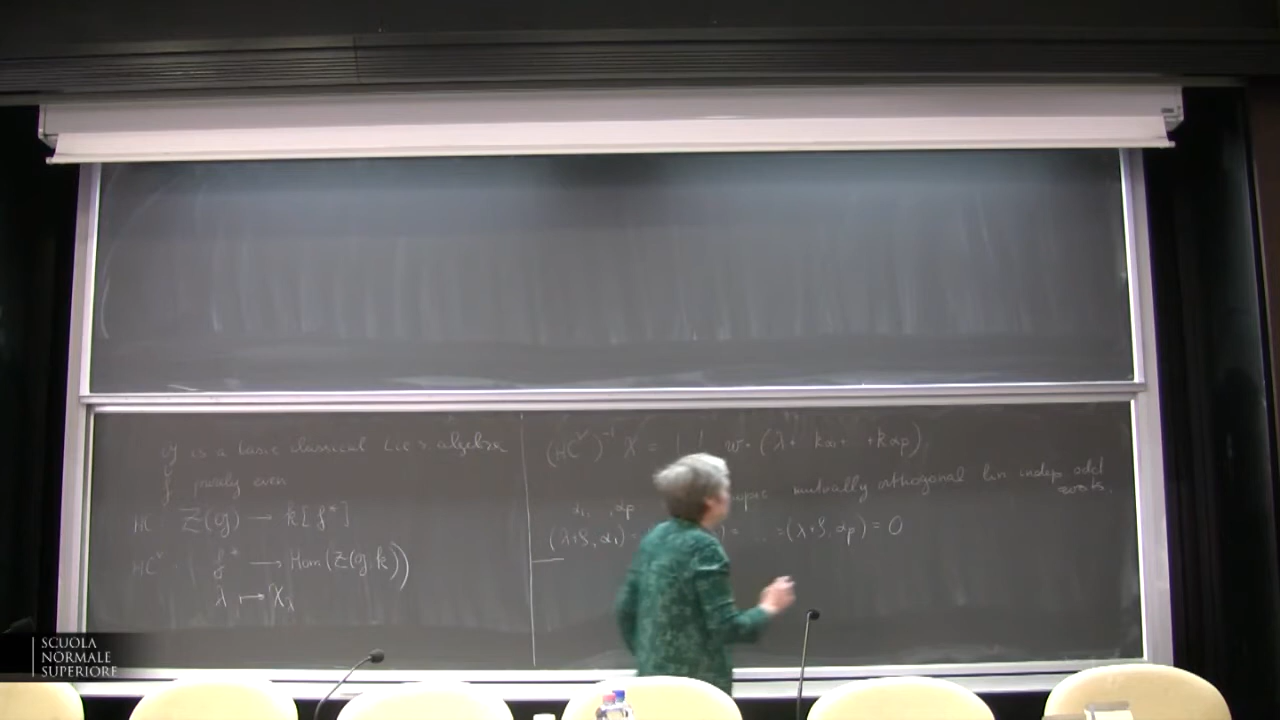 g is a basic classical Lie s. algebra
h purely even
HC : Z(g) → k[h*]
HC^∨ : h* → Hom(Z(g), k)
λ ↦ χ_λ
(HC^∨)^{-1} χ = w · (λ + kα₁ + + kα_p)
α₁, , α_p mutually orthogonal lin indep odd
roots.
(λ+ρ, α₁) = = (λ+ρ, α_p) = 0
SCUOLA
NORMALE
SUPERIORE